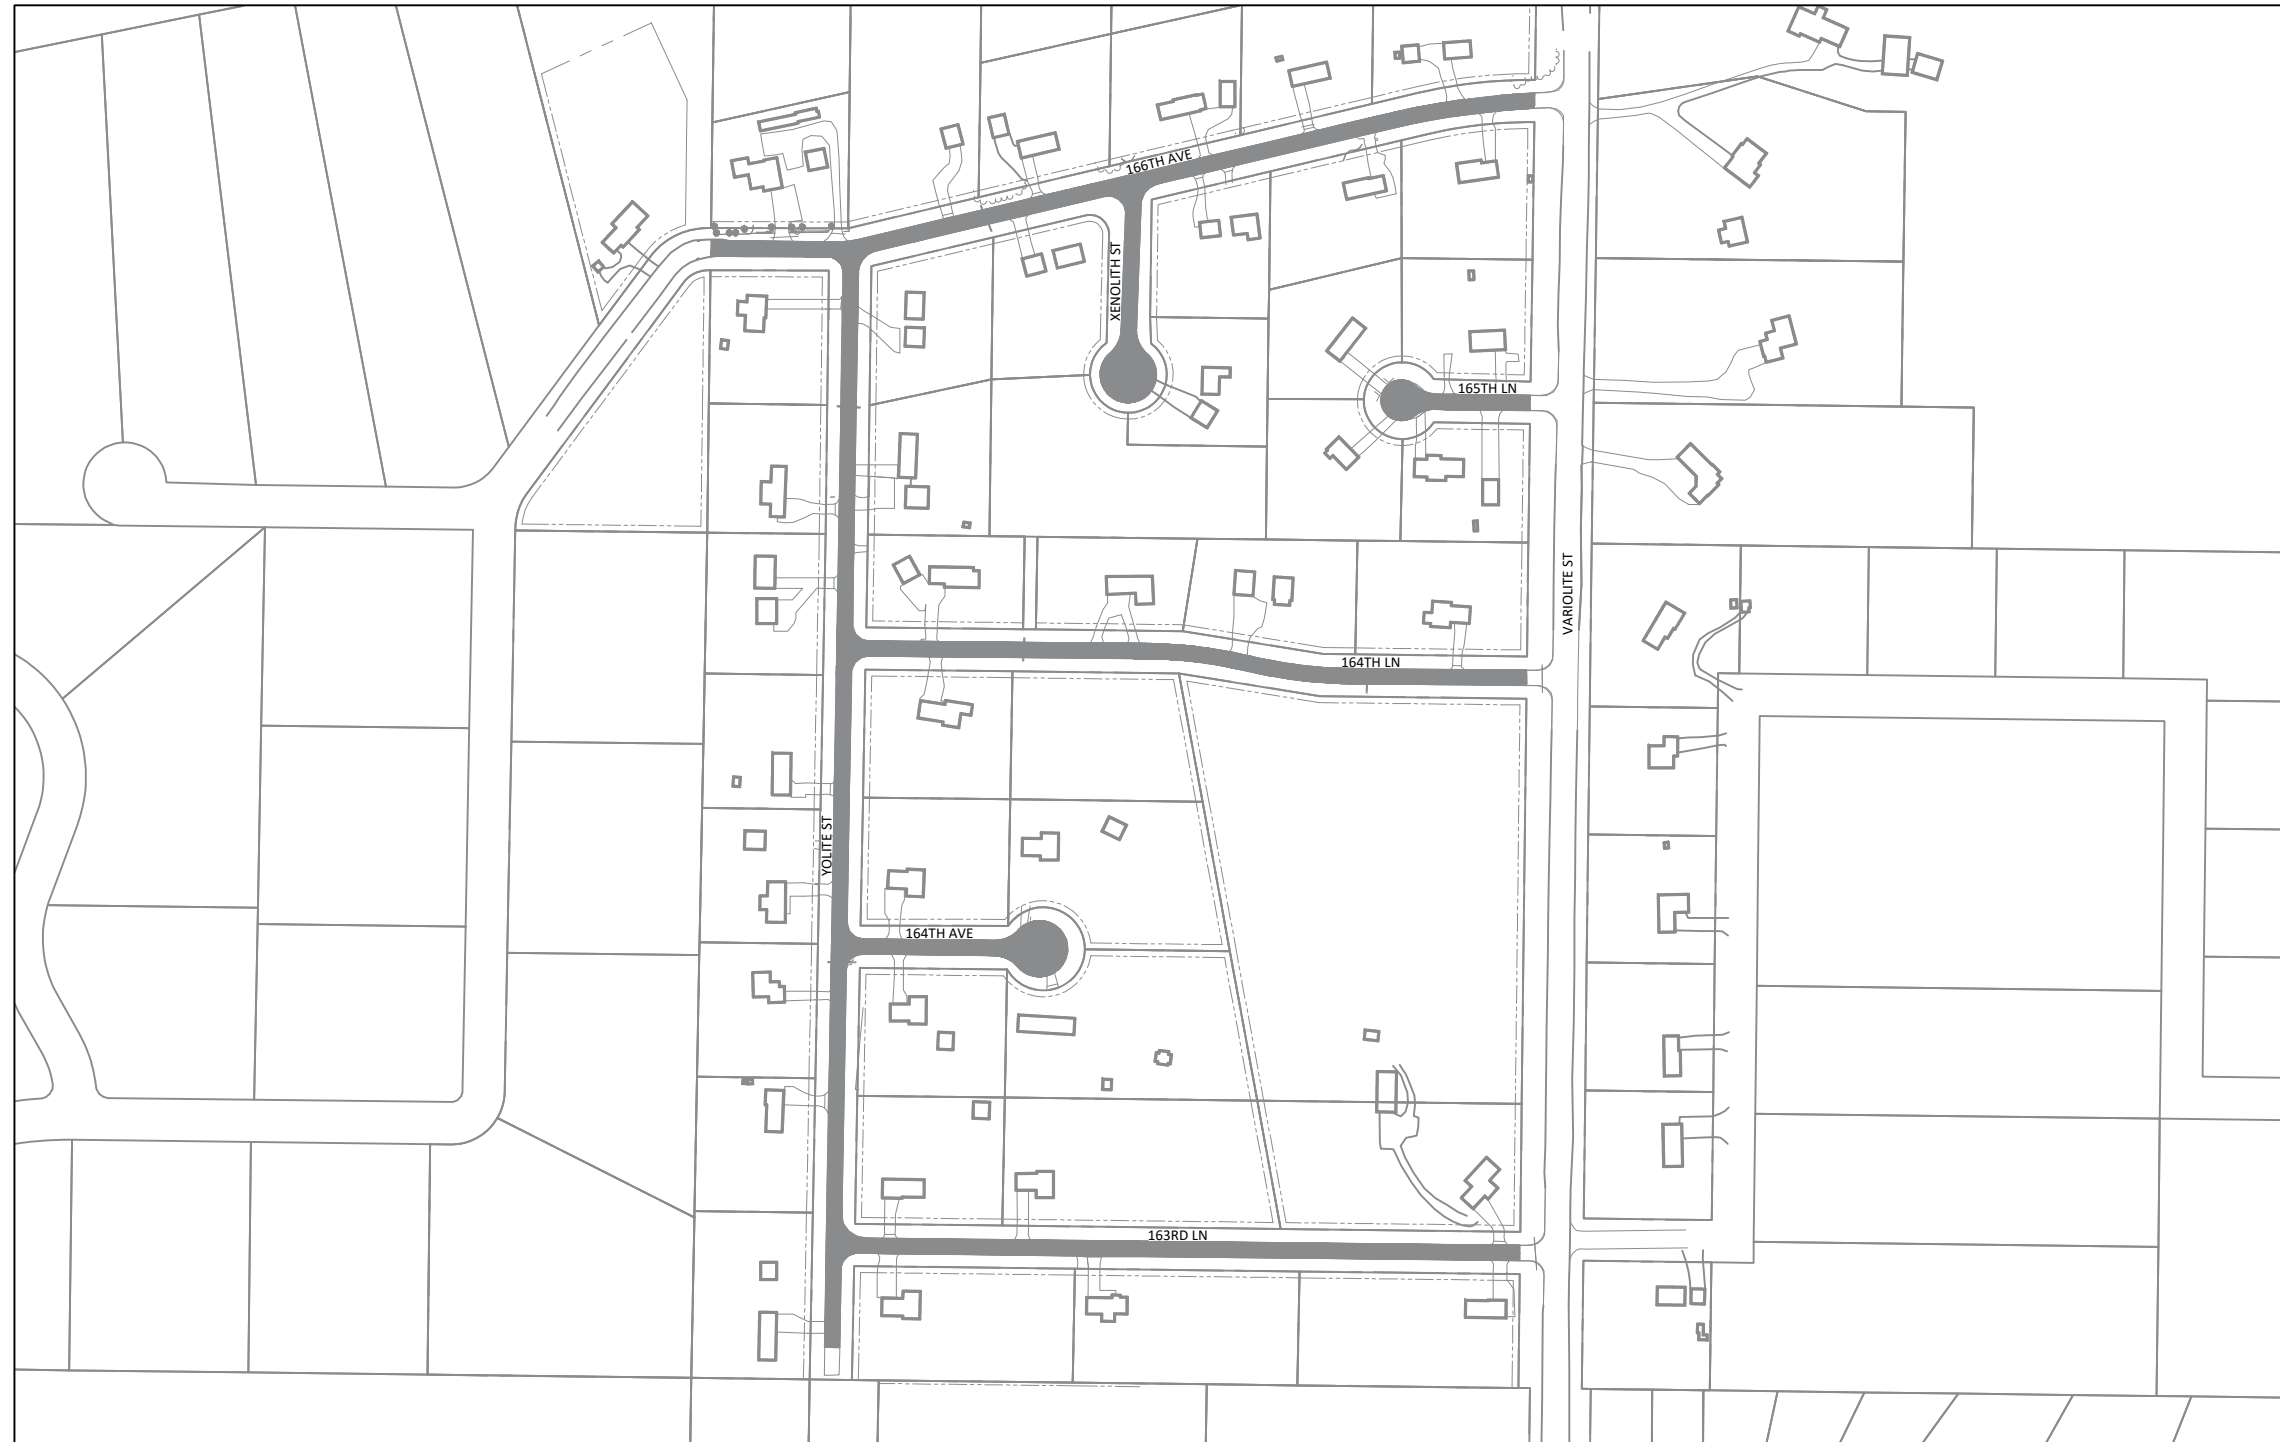 166TH AVE
XENOLITH ST
165TH LN
VARIOLITE ST
164TH LN
YOLITE ST
164TH AVE
163RD LN